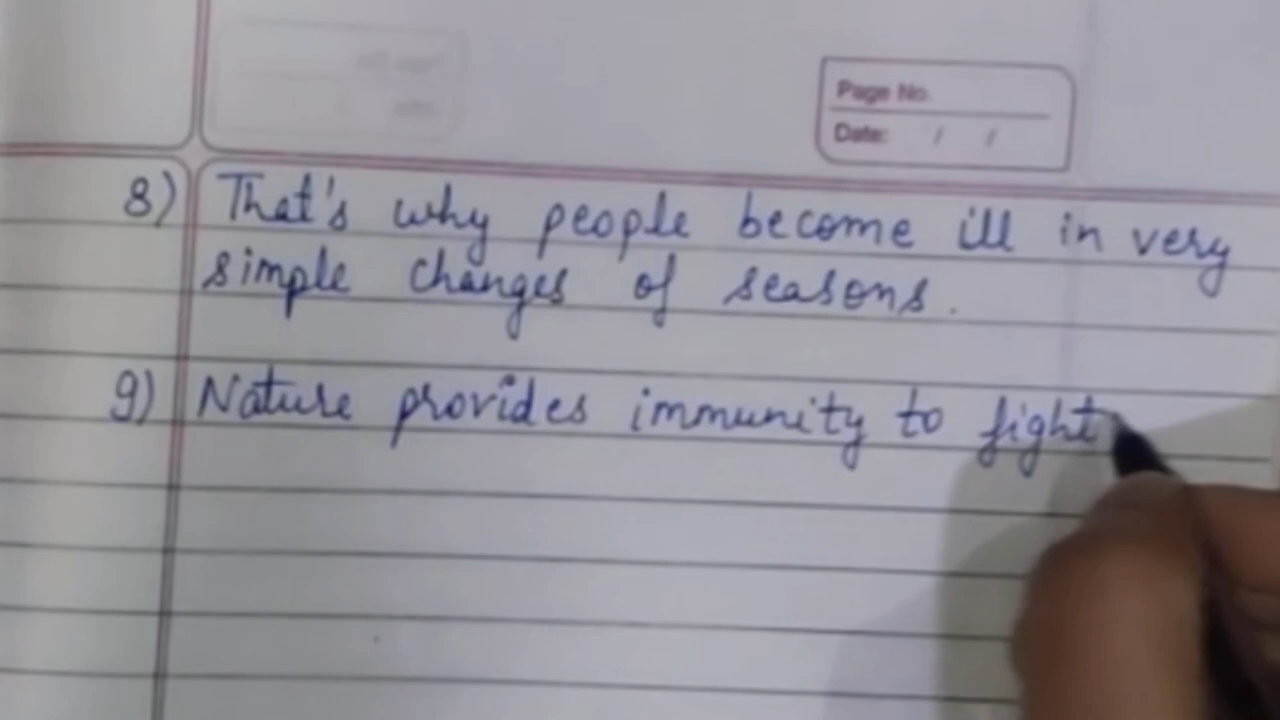 Page No.
Date: / /
8) That's why people become ill in very
simple changes of seasons.
9) Nature provides immunity to fight